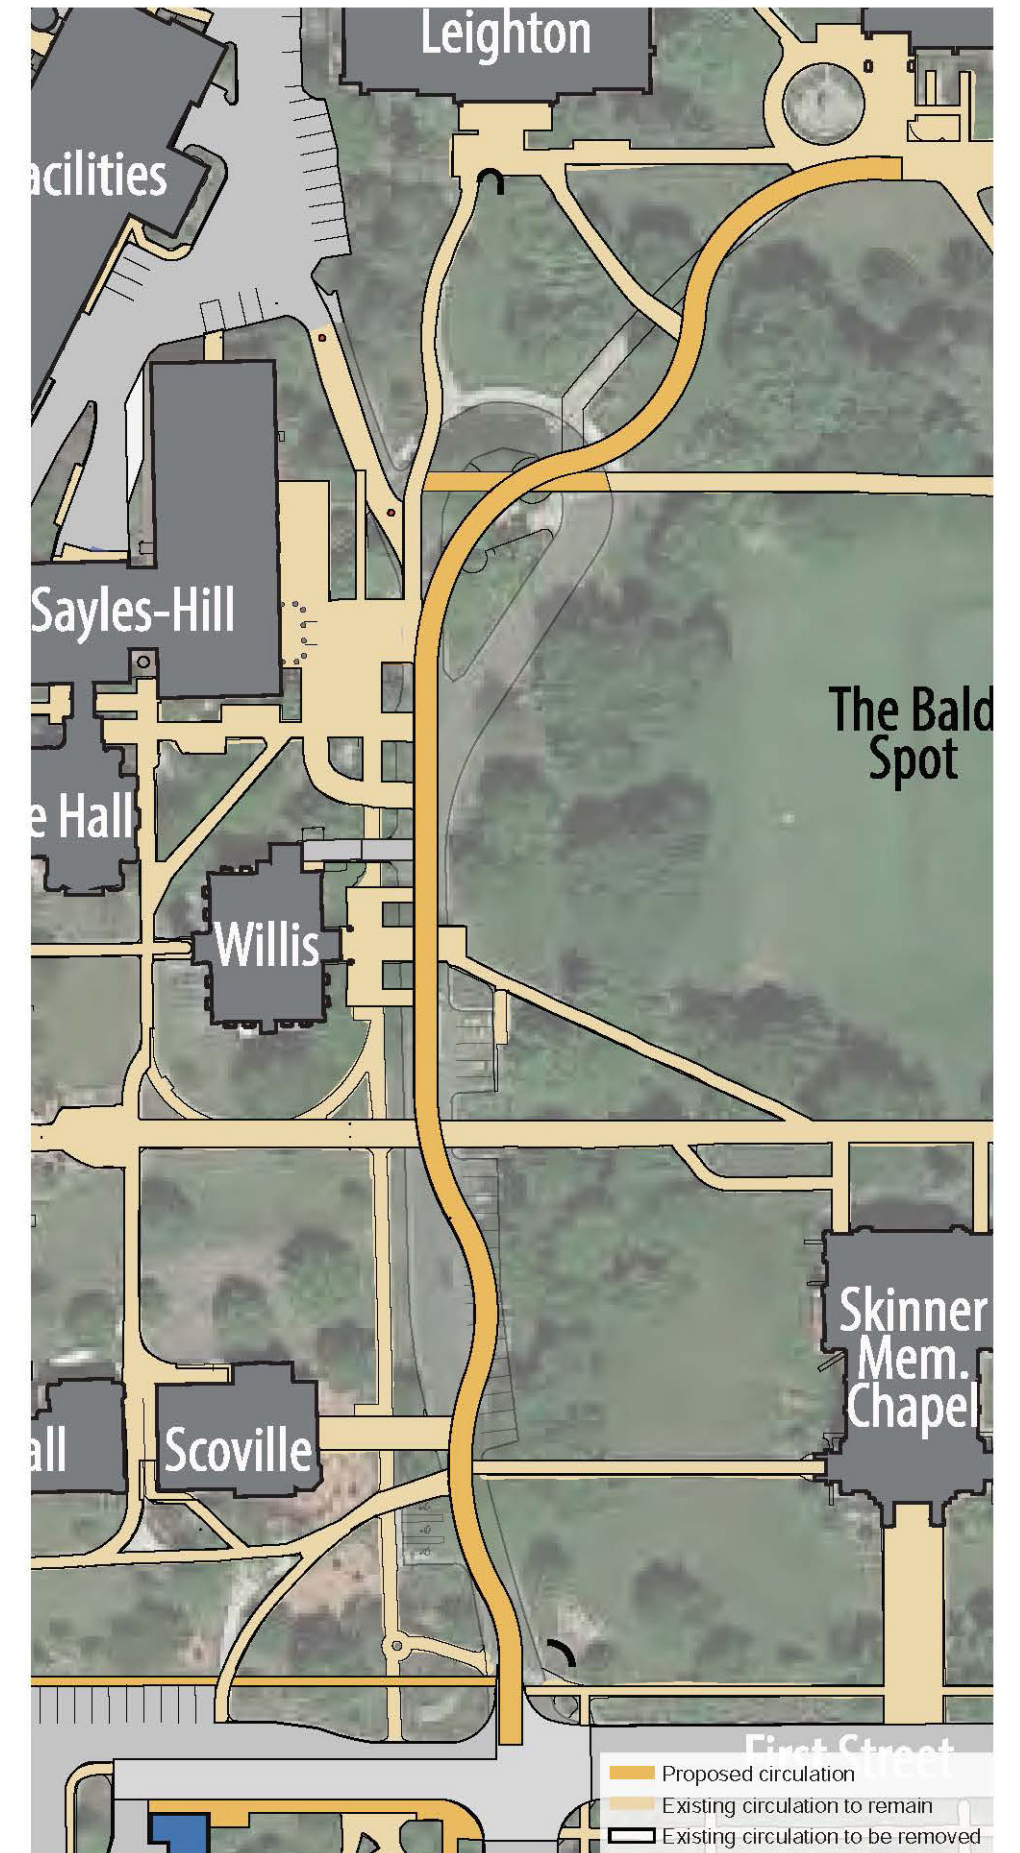 Leighton
acilities
Sayles-Hill
The Bald
Spot
e Hall
Willis
Skinner
Mem.
Chapel
all
Scoville
First Street
Proposed circulation
Existing circulation to remain
Existing circulation to be removed